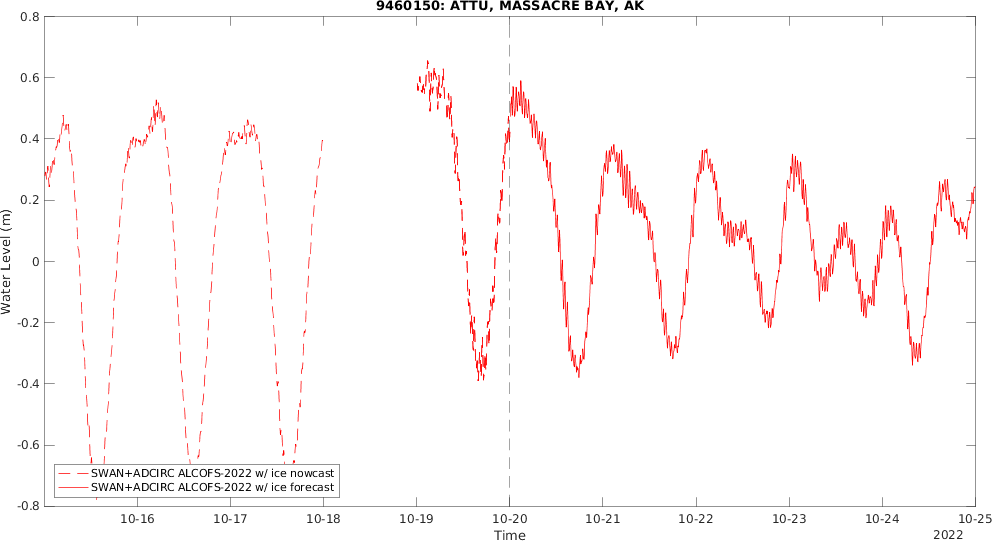 9460150: ATTU, MASSACRE BAY, AK
0.8
0.6
0.4
0.2
0
-0.2
-0.4
-0.6
-0.8
Water Level (m)
SWAN+ADCIRC ALCOFS-2022 w/ ice nowcast
SWAN+ADCIRC ALCOFS-2022 w/ ice forecast
10-16 10-17 10-18 10-19 10-20 10-21 10-22 10-23 10-24 10-25
Time
2022